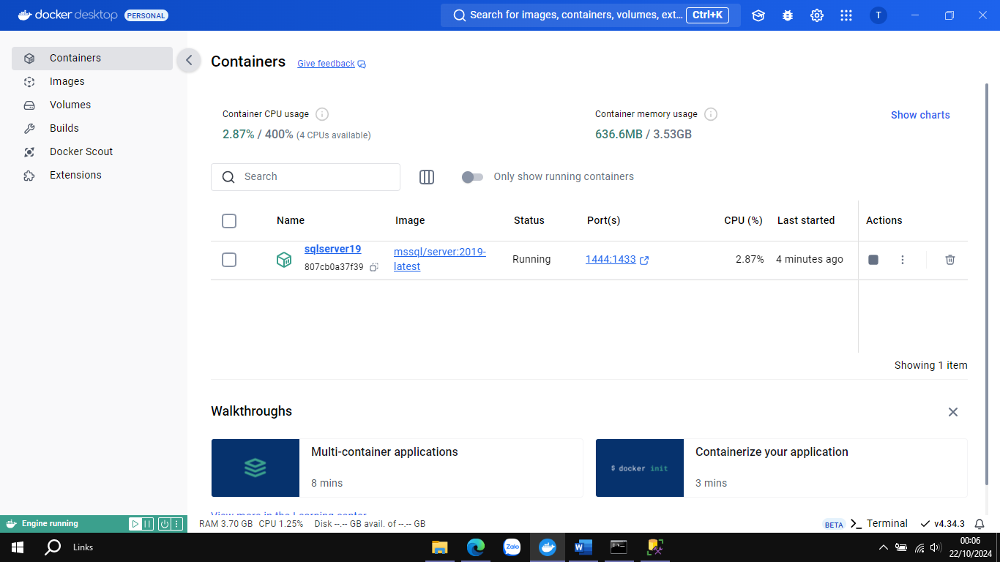 docker desktop PERSONAL
Search for images, containers, volumes, ext... Ctrl+K
T
Containers
Images
Volumes
Builds
Docker Scout
Extensions
Containers Give feedback
Container CPU usage
2.87% / 400% (4 CPUs available)
Container memory usage
636.6MB / 3.53GB
Show charts
Search
Only show running containers
Name Image Status Port(s) CPU (%) Last started Actions
sqlserver19
807cb0a37f39
mssql/server:2019-
latest
Running
1444:1433
2.87%
4 minutes ago
Showing 1 item
Walkthroughs
Multi-container applications
8 mins
$ docker init
Containerize your application
3 mins
View more in the Learning center
Engine running
RAM 3.70 GB CPU 1.25% Disk --.-- GB avail. of --.-- GB
BETA Terminal v4.34.3
Links
Zalo
W
00:06
22/10/2024